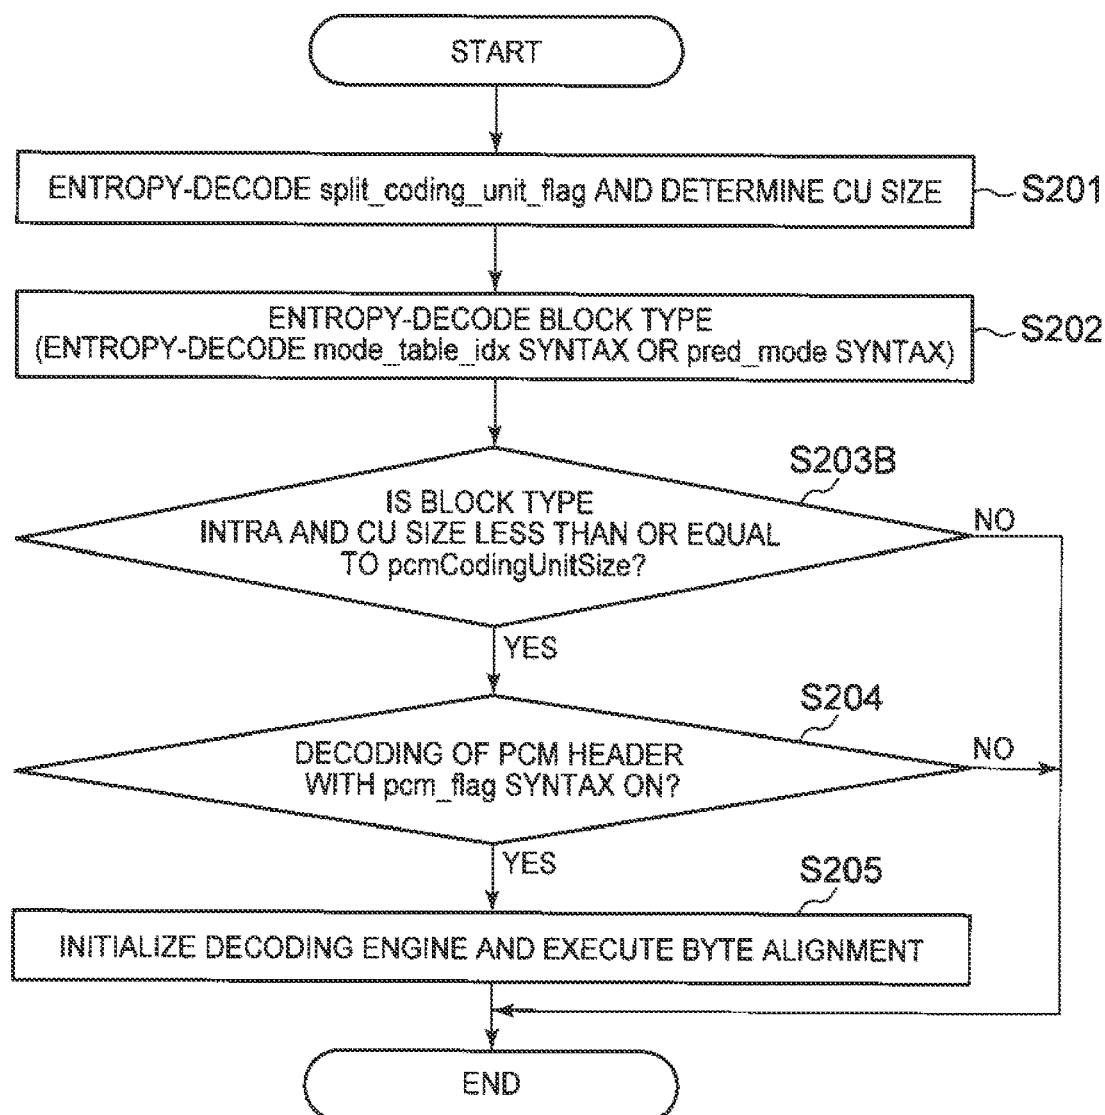 START
ENTROPY-DECODE split_coding_unit_flag AND DETERMINE CU SIZE
S201
ENTROPY-DECODE BLOCK TYPE
(ENTROPY-DECODE mode_table_idx SYNTAX OR pred_mode SYNTAX)
S202
S203B
IS BLOCK TYPE
INTRA AND CU SIZE LESS THAN OR EQUAL
TO pcmCodingUnitSize?
NO
YES
S204
DECODING OF PCM HEADER
WITH pcm_flag SYNTAX ON?
NO
YES
S205
INITIALIZE DECODING ENGINE AND EXECUTE BYTE ALIGNMENT
END